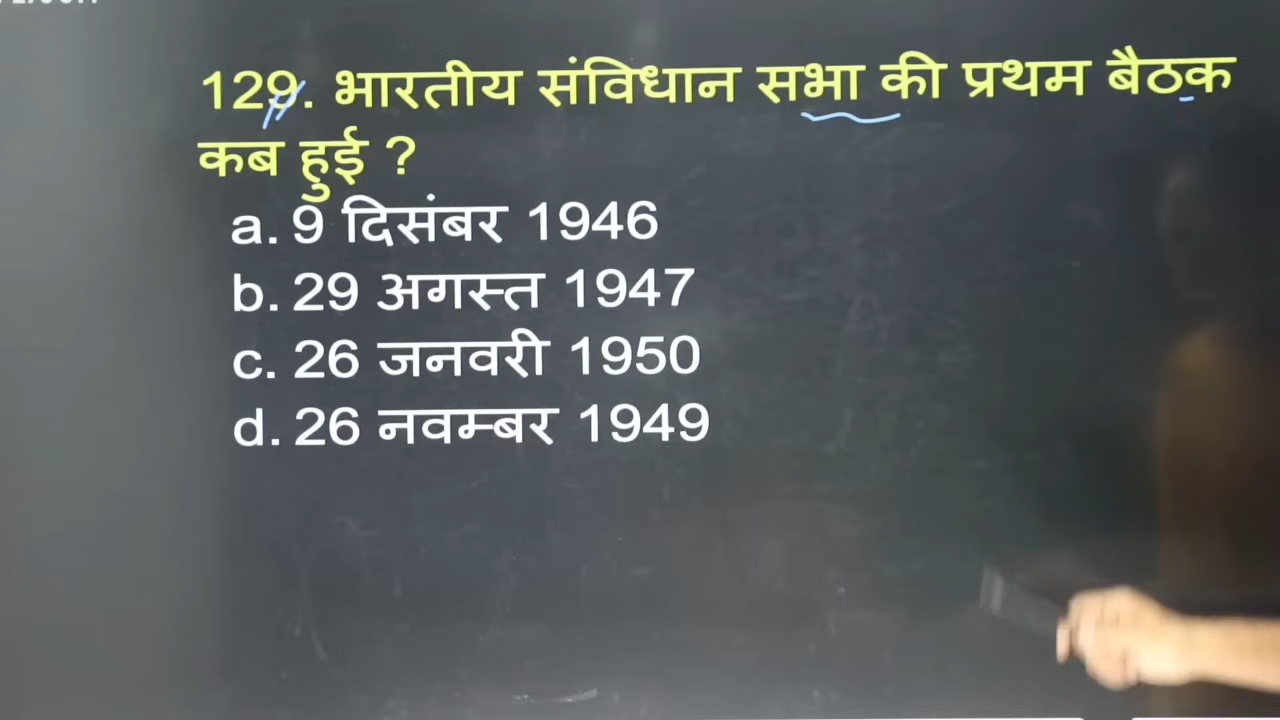 129. भारतीय संविधान सभा की प्रथम बैठक
कब हुई ?
a. 9 दिसंबर 1946
b. 29 अगस्त 1947
c. 26 जनवरी 1950
d. 26 नवम्बर 1949